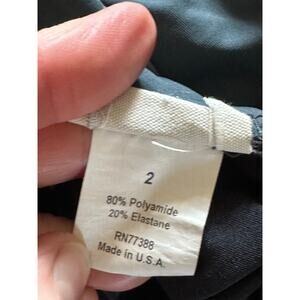 2
80% Polyamide
20% Elastane
RN77388
Made in U.S.A.